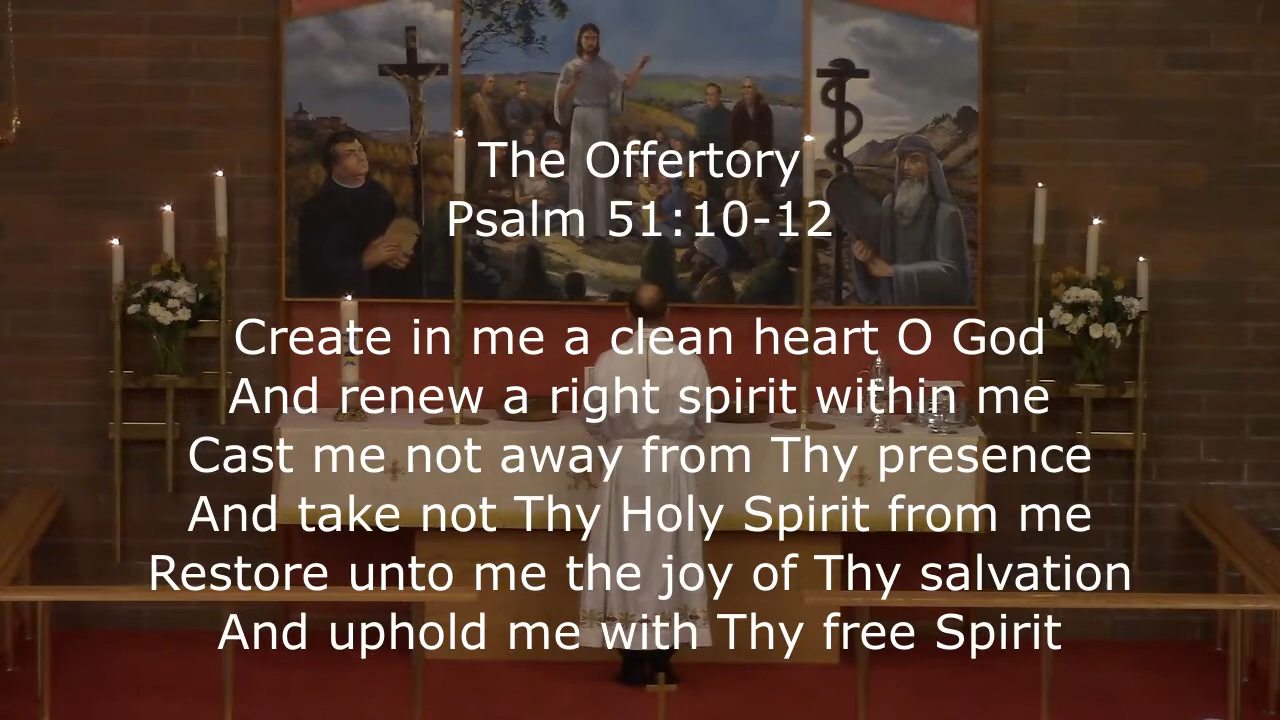 The Offertory
Psalm 51:10-12
Create in me a clean heart O God
And renew a right spirit within me
Cast me not away from Thy presence
And take not Thy Holy Spirit from me
Restore unto me the joy of Thy salvation
And uphold me with Thy free Spirit